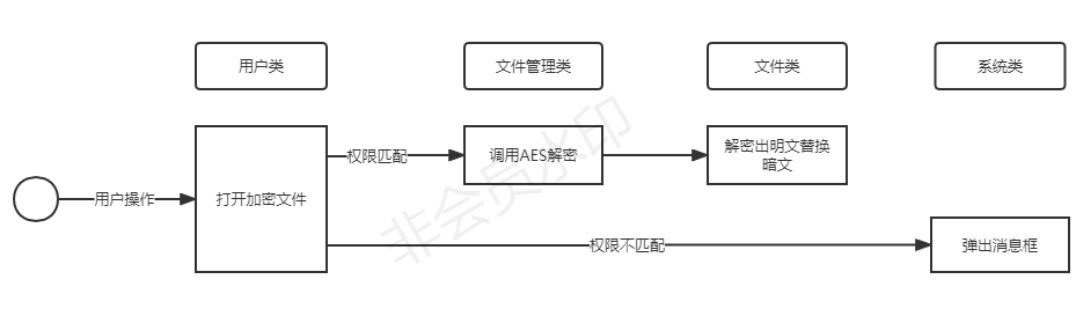 用户类
文件管理类
文件类
系统类
用户操作
打开加密文件
权限匹配
调用AES解密
解密出明文替换
暗文
权限不匹配
弹出消息框
非会员水印